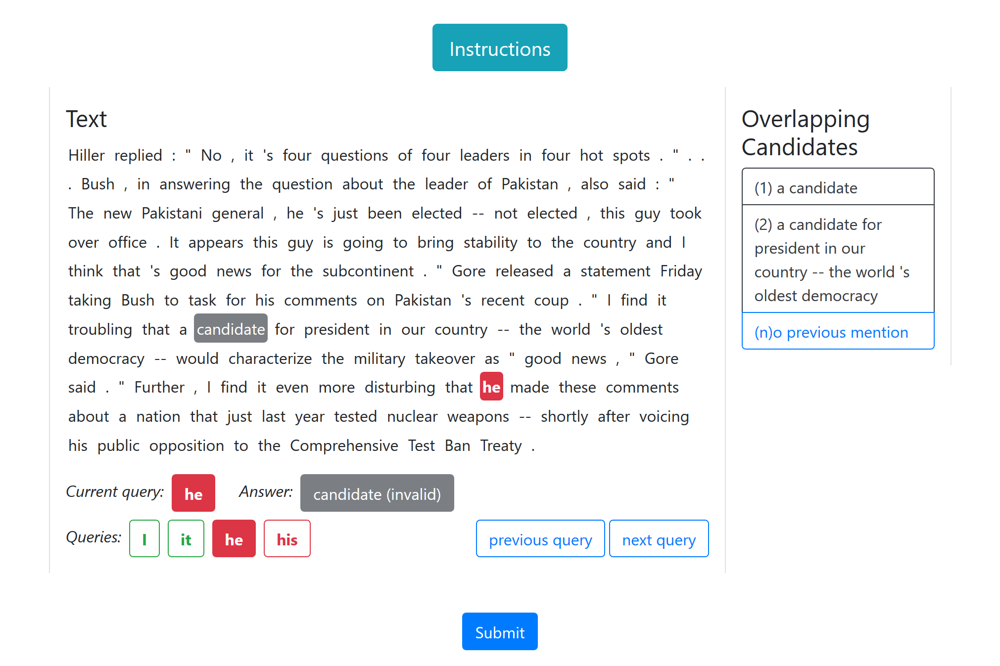 Instructions
Text
Hiller replied : " No , it 's four questions of four leaders in four hot spots . " . .
. Bush , in answering the question about the leader of Pakistan , also said : "
The new Pakistani general , he 's just been elected -- not elected , this guy took
over office . It appears this guy is going to bring stability to the country and I
think that 's good news for the subcontinent . " Gore released a statement Friday
taking Bush to task for his comments on Pakistan 's recent coup . " I find it
troubling that a candidate for president in our country -- the world 's oldest
democracy -- would characterize the military takeover as " good news , " Gore
said . " Further , I find it even more disturbing that he made these comments
about a nation that just last year tested nuclear weapons -- shortly after voicing
his public opposition to the Comprehensive Test Ban Treaty .
Current query: he Answer: candidate (invalid)
Queries: I it he his previous query next query
Overlapping
Candidates
(1) a candidate
(2) a candidate for
president in our
country -- the world 's
oldest democracy
(n)o previous mention
Submit